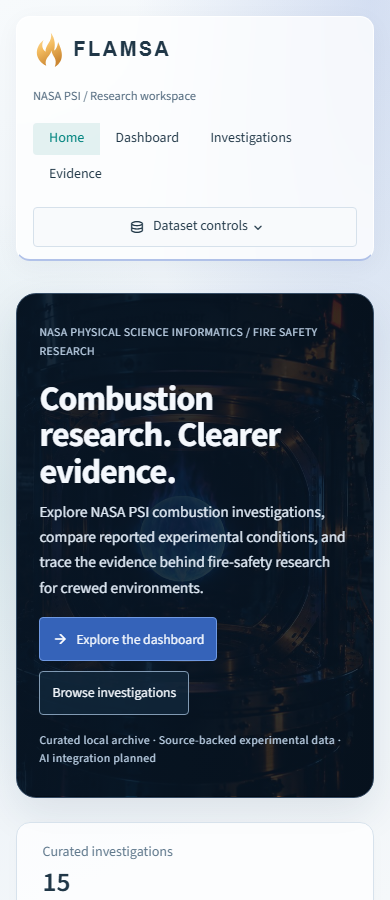 FLAMSA
NASA PSI / Research workspace
Home Dashboard Investigations
Evidence
Dataset controls
NASA PHYSICAL SCIENCE INFORMATICS / FIRE SAFETY
RESEARCH
Combustion
research. Clearer
evidence.
Explore NASA PSI combustion investigations,
compare reported experimental conditions, and
trace the evidence behind fire-safety research
for crewed environments.
Explore the dashboard
Browse investigations
Curated local archive · Source-backed experimental data ·
AI integration planned
Curated investigations
15